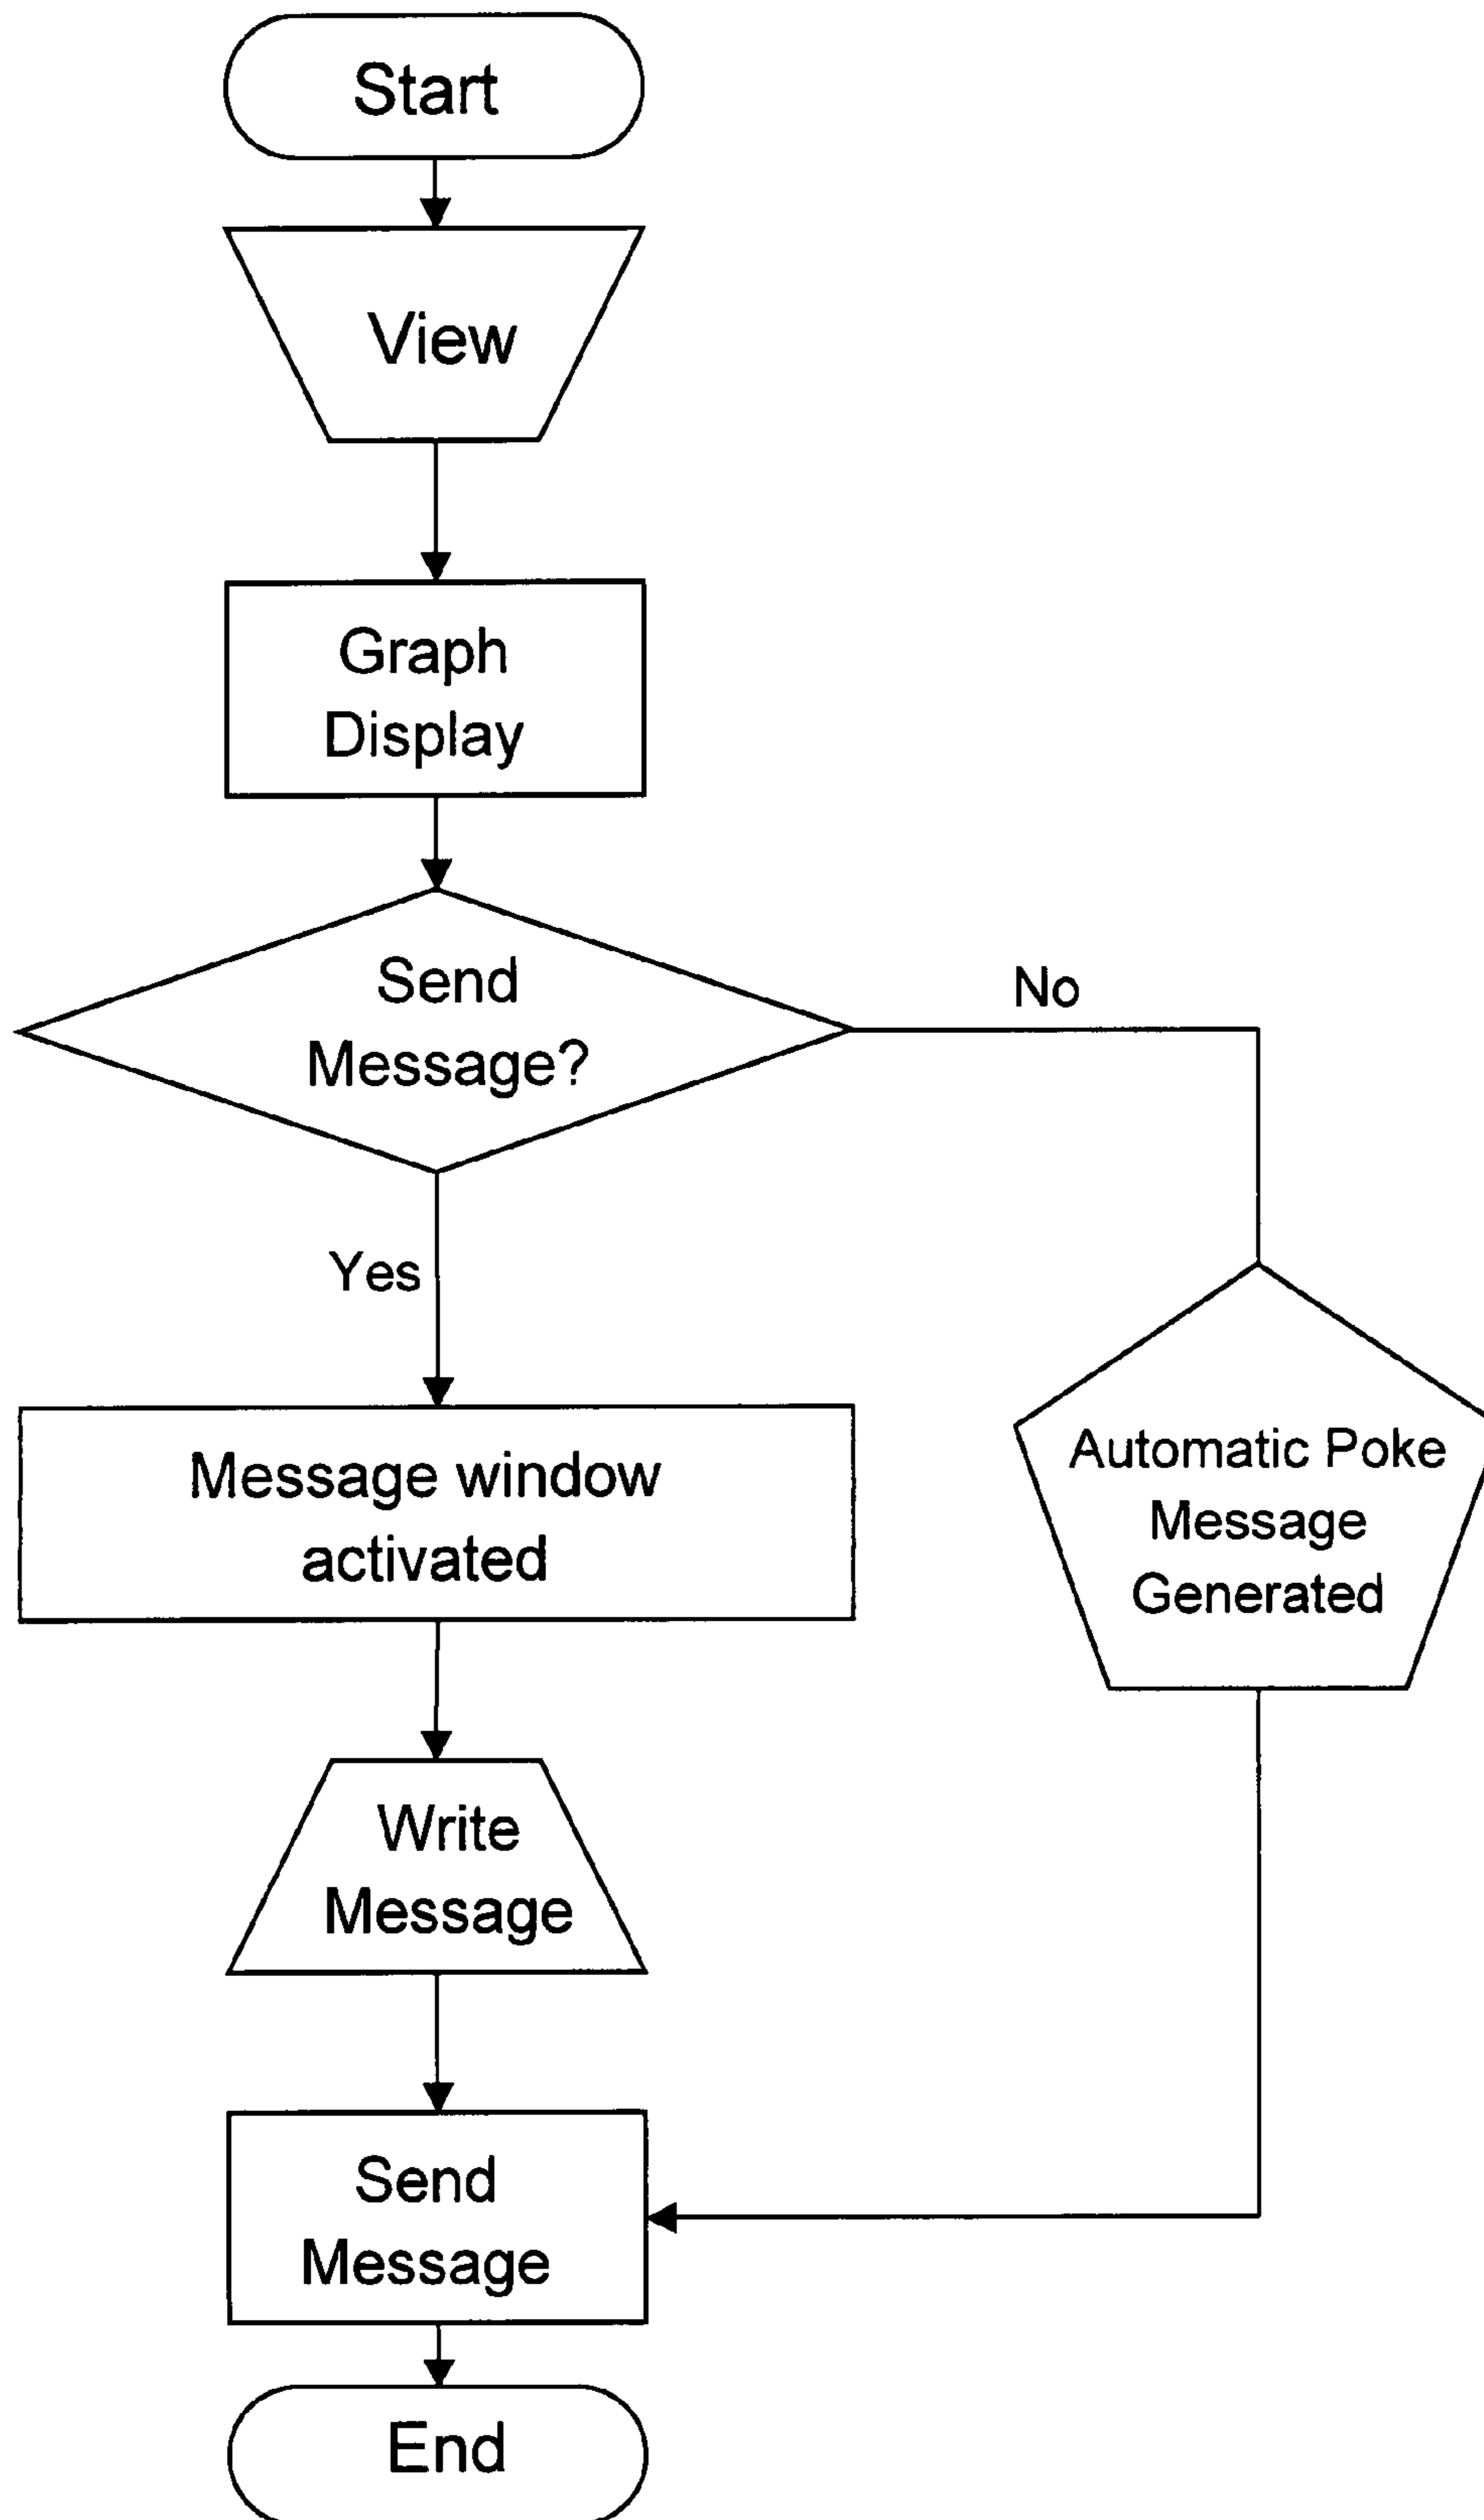 Start
View
Graph
Display
Send
Message?
No
Yes
Message window
activated
Automatic Poke
Message
Generated
Write
Message
Send
Message
End